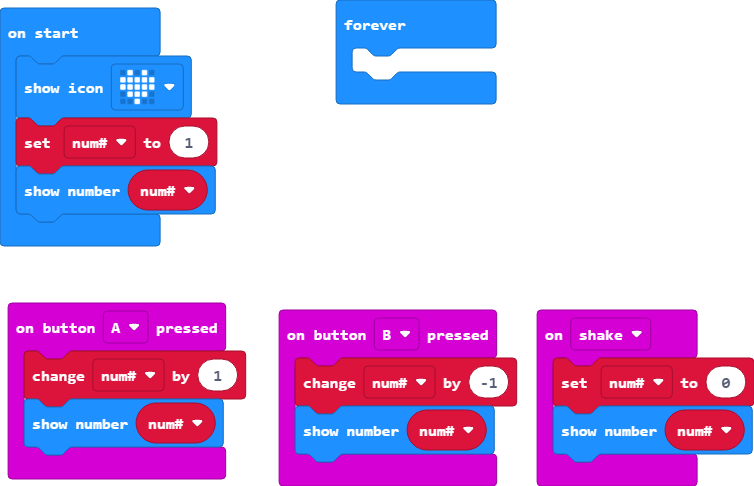 on start
show icon
set num# to 1
show number num#
forever
on button A pressed
change num# by 1
show number num#
on button B pressed
change num# by -1
show number num#
on shake
set num# to 0
show number num#